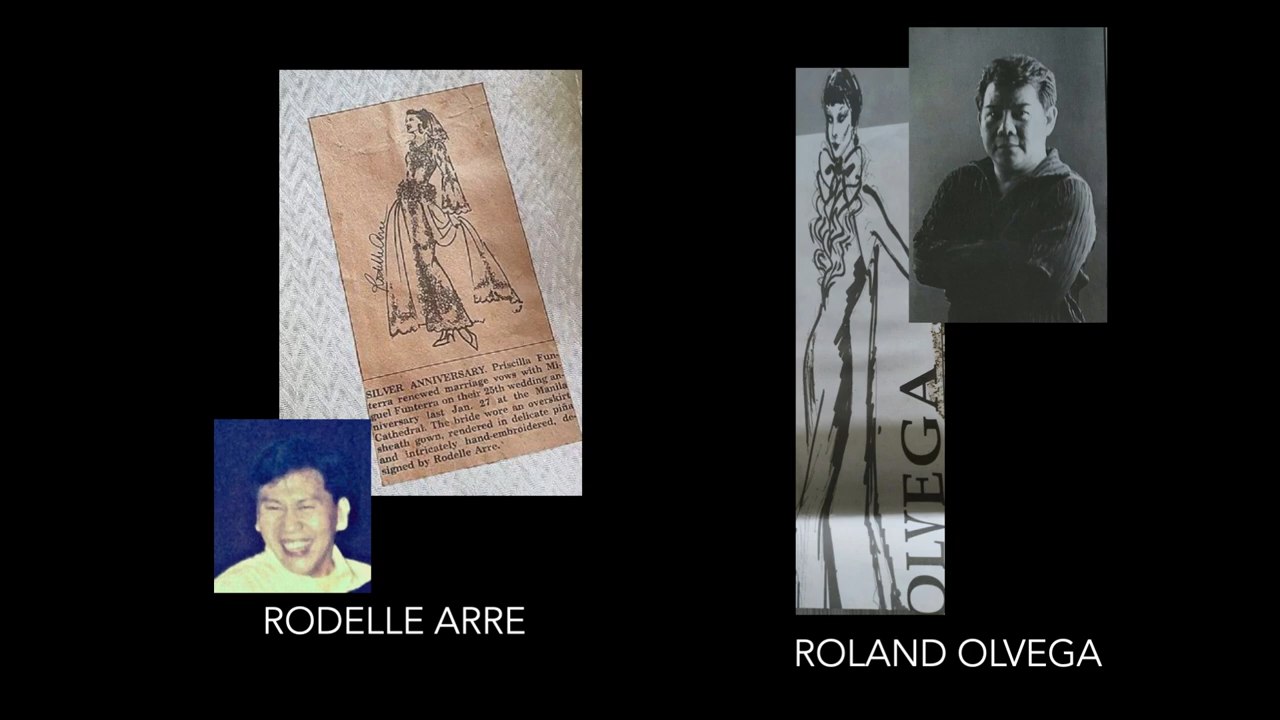 Rodelle Arre
SILVER ANNIVERSARY. Priscilla Fun-
terra renewed marriage vows with Mi-
guel Funterra on their 25th wedding an-
niversary last Jan. 27 at the Manila
Cathedral. The bride wore an overskirt
sheath gown, rendered in delicate piña
and intricately hand-embroidered, de-
signed by Rodelle Arre.
RODELLE ARRE
OLVEGA
ROLAND OLVEGA